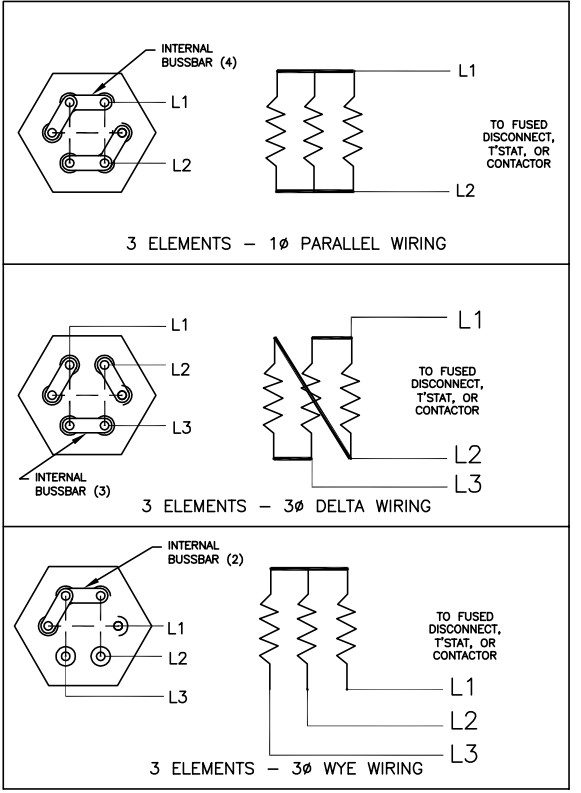 INTERNAL
BUSSBAR (4)
L1
L2
L1
L2
TO FUSED
DISCONNECT,
T'STAT, OR
CONTACTOR
3 ELEMENTS – 1ø PARALLEL WIRING
L1
L2
L3
INTERNAL
BUSSBAR (3)
L1
TO FUSED
DISCONNECT,
T'STAT, OR
CONTACTOR
L2
L3
3 ELEMENTS – 3ø DELTA WIRING
INTERNAL
BUSSBAR (2)
L1
L2
L3
TO FUSED
DISCONNECT,
T'STAT, OR
CONTACTOR
L1
L2
L3
3 ELEMENTS – 3ø WYE WIRING